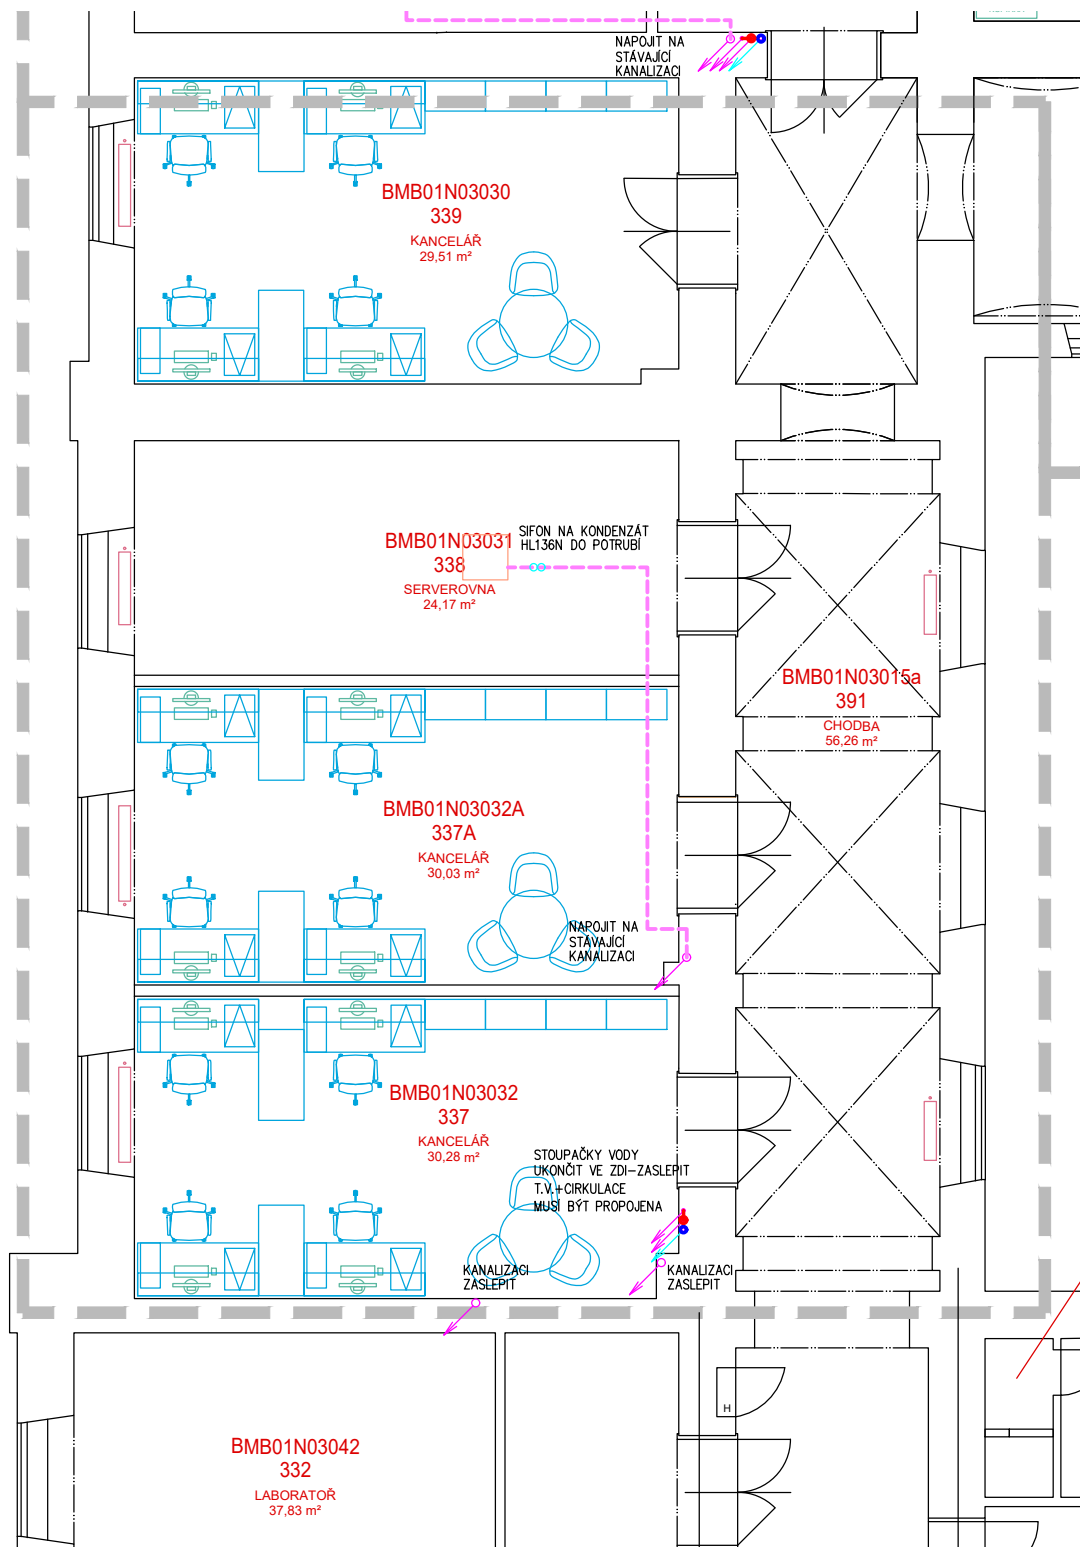 NAPOJIT NA
STÁVAJÍCÍ
KANALIZACI
BMB01N03030
339
KANCELÁŘ
29,51 m²
BMB01N03031
338
SERVEROVNA
24,17 m²
SIFON NA KONDENZÁT
HL136N DO POTRUBÍ
BMB01N03015a
391
CHODBA
56,26 m²
BMB01N03032A
337A
KANCELÁŘ
30,03 m²
NAPOJIT NA
STÁVAJÍCÍ
KANALIZACI
BMB01N03032
337
KANCELÁŘ
30,28 m²
STOUPAČKY VODY
UKONČIT VE ZDI-ZASLEPIT
T.V.+CIRKULACE
MUSÍ BÝT PROPOJENA
KANALIZACI
ZASLEPIT
KANALIZACI
ZASLEPIT
H
BMB01N03042
332
LABORATOŘ
37,83 m²